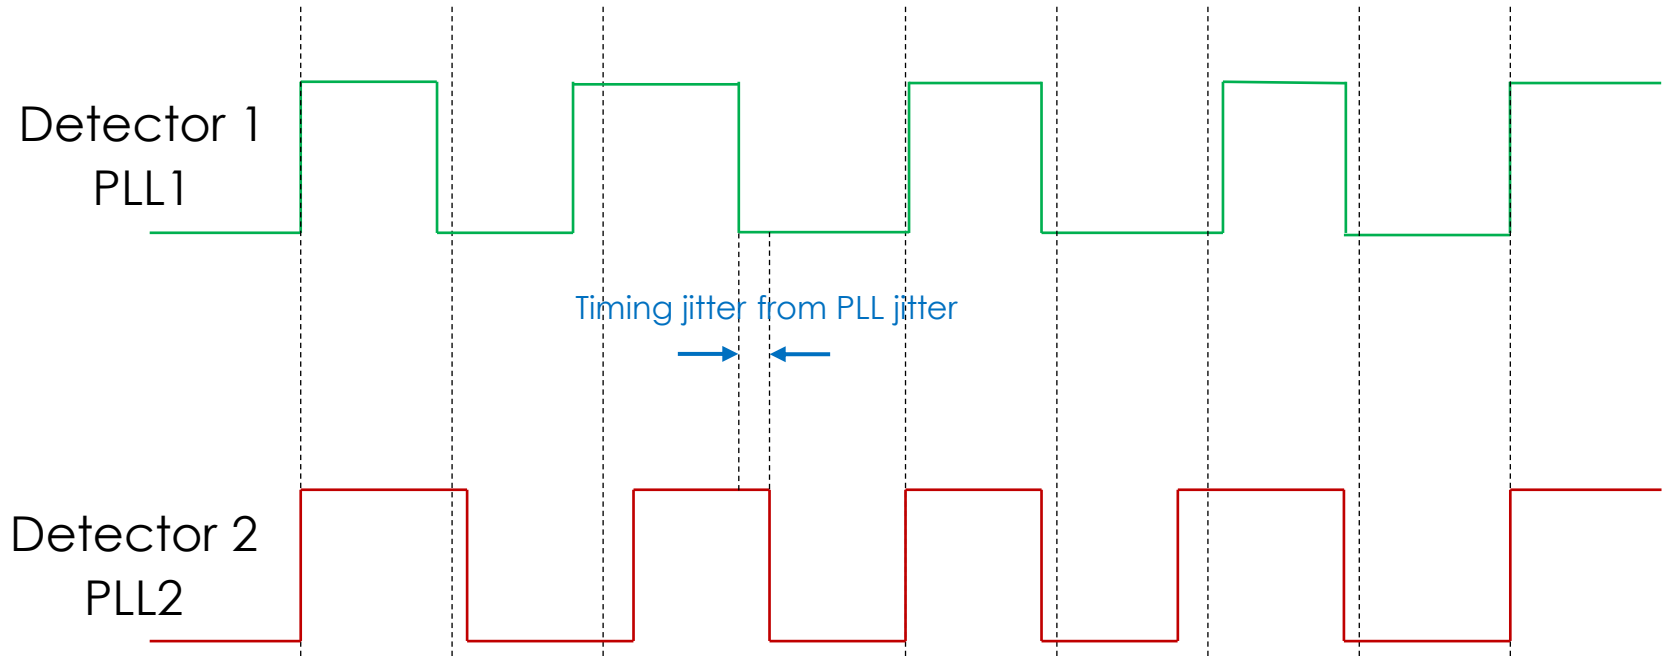 Detector 1
PLL1
Timing jitter from PLL jitter
Detector 2
PLL2